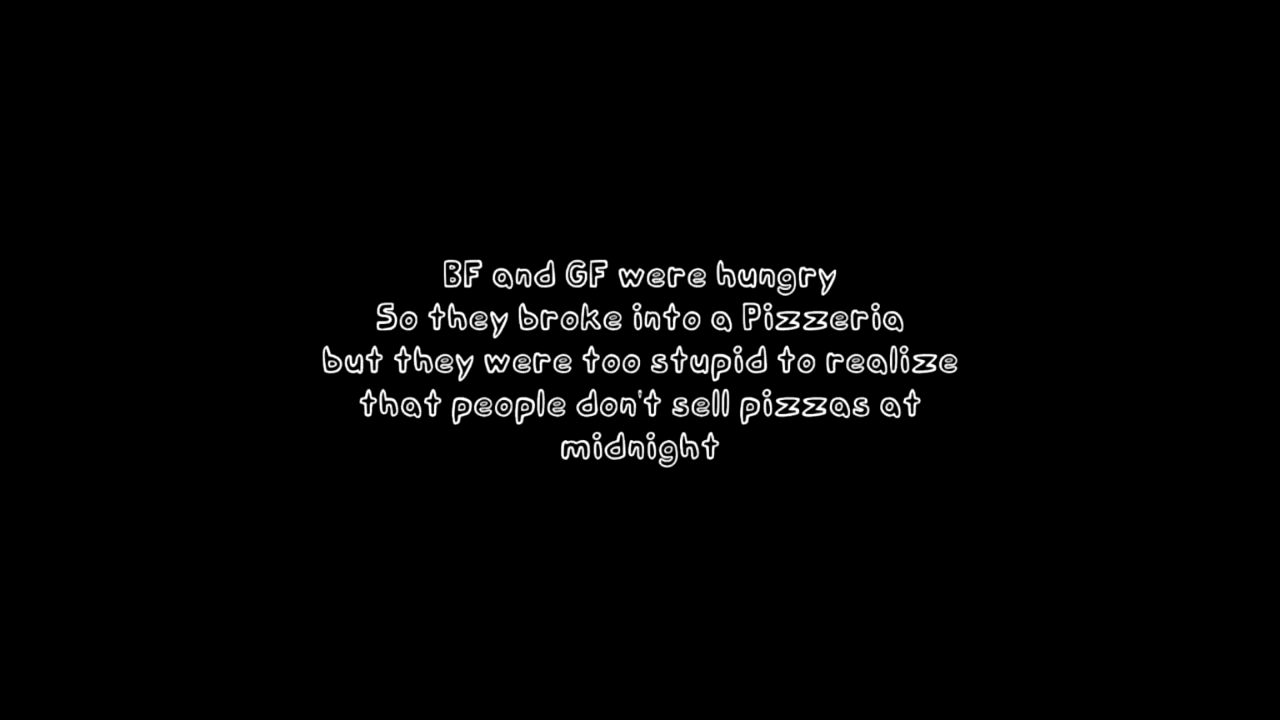 BF and GF were hungry
So they broke into a Pizzeria
but they were too stupid to realize
that people don't sell pizzas at
midnight